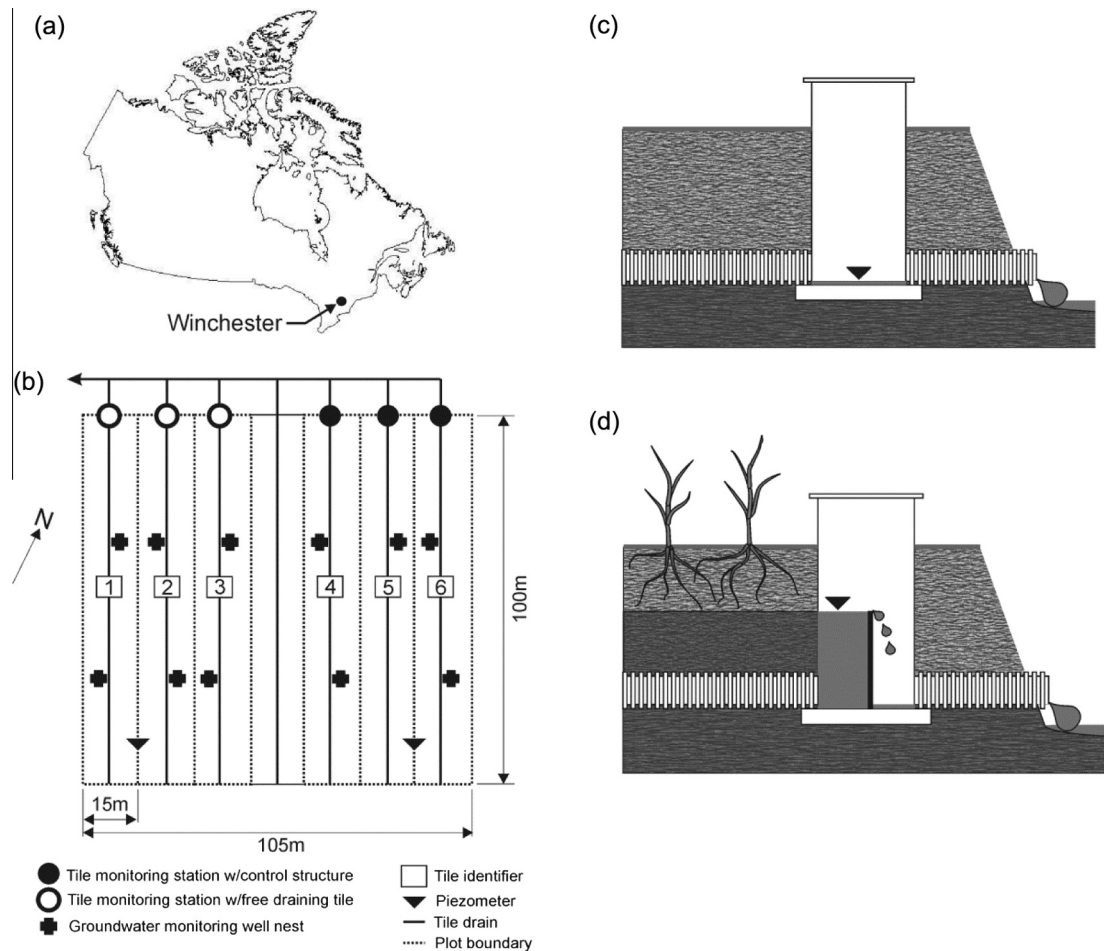 (a)
Winchester
(b)
N
1
2
3
4
5
6
100m
15m
105m
Tile monitoring station w/control structure
Tile monitoring station w/free draining tile
Groundwater monitoring well nest
Tile identifier
Piezometer
Tile drain
Plot boundary
(c)
(d)